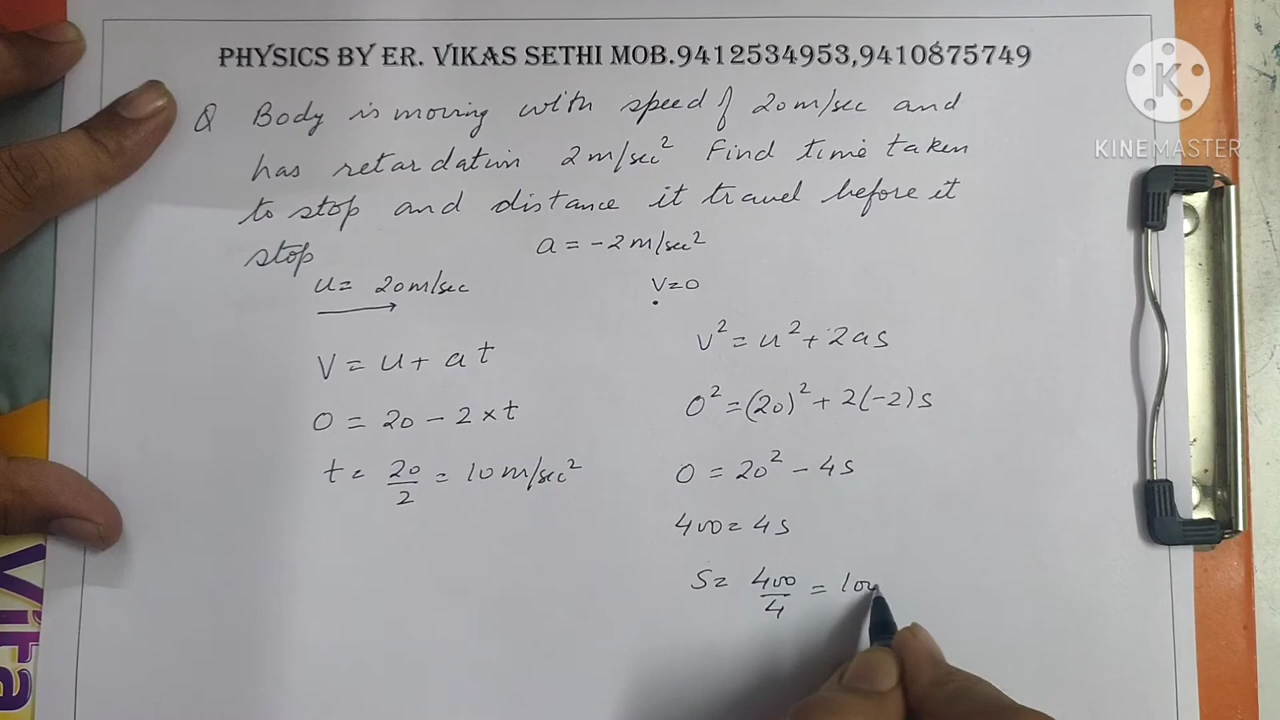 PHYSICS BY ER. VIKAS SETHI MOB.9412534953,9410875749
KINEMASTER
Q Body is moving with speed of 20m/sec and
has retardation 2m/sec² Find time taken
to stop and distance it travel before it
stop
a = -2m/sec²
u = 20m/sec
V=0
V = u + at
0 = 20 - 2 × t
t = 20/2 = 10m/sec²
v² = u² + 2as
0² = (20)² + 2(-2)s
0 = 20² - 4s
400 = 4s
S = 400/4 = 100
Vita